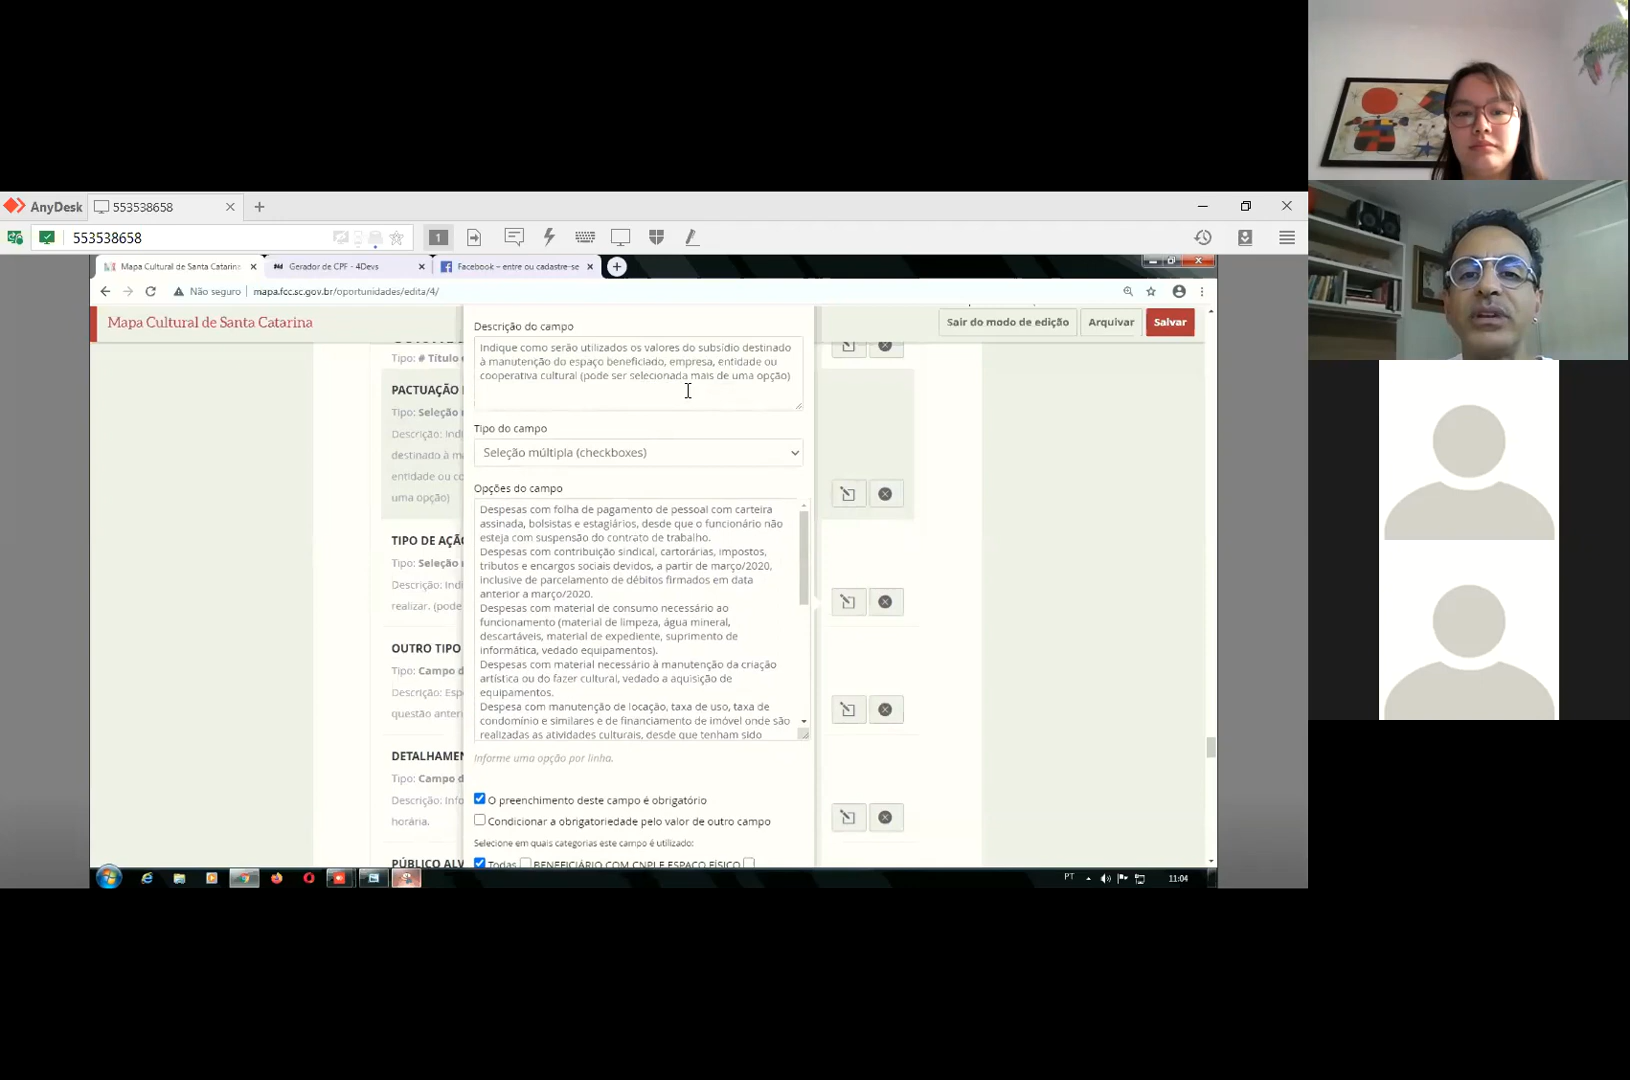 AnyDesk
553538658
553538658
1
Mapa Cultural de Santa Catarina
Gerador de CPF - 4Devs
Facebook – entre ou cadastre-se
Não seguro
mapa.fcc.sc.gov.br/oportunidades/edita/4/
Mapa Cultural de Santa Catarina
Sair do modo de edição
Arquivar
Salvar
Tipo: # Título
PACTUAÇÃO
Tipo: Seleção
Descrição: Indi
destinado à ma
entidade ou co
uma opção)
TIPO DE AÇÃ
Tipo: Seleção
Descrição: Indi
realizar. (pode
OUTRO TIPO
Tipo: Campo d
Descrição: Esp
questão anteri
DETALHAMEN
Tipo: Campo d
Descrição: Info
horária.
PÚBLICO ALV
Descrição do campo
Indique como serão utilizados os valores do subsídio destinado
à manutenção do espaço beneficiado, empresa, entidade ou
cooperativa cultural (pode ser selecionada mais de uma opção)
Tipo do campo
Seleção múltipla (checkboxes)
Opções do campo
Despesas com folha de pagamento de pessoal com carteira
assinada, bolsistas e estagiários, desde que o funcionário não
esteja com suspensão do contrato de trabalho.
Despesas com contribuição sindical, cartorárias, impostos,
tributos e encargos sociais devidos, a partir de março/2020,
inclusive de parcelamento de débitos firmados em data
anterior a março/2020.
Despesas com material de consumo necessário ao
funcionamento (material de limpeza, água mineral,
descartáveis, material de expediente, suprimento de
informática, vedado equipamentos).
Despesas com material necessário à manutenção da criação
artística ou do fazer cultural, vedado a aquisição de
equipamentos.
Despesa com manutenção de locação, taxa de uso, taxa de
condomínio e similares e de financiamento de imóvel onde são
realizadas as atividades culturais, desde que tenham sido
Informe uma opção por linha.
O preenchimento deste campo é obrigatório
Condicionar a obrigatoriedade pelo valor de outro campo
Selecione em quais categorias este campo é utilizado:
Todas BENEFICIÁRIO COM CNPJ E ESPAÇO FÍSICO
PT
11:04